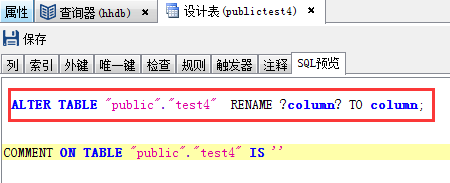 属性 查询器(hhdb) 设计表(publictest4)
保存
列 索引 外键 唯一键 检查 规则 触发器 注释 SQL预览
ALTER TABLE "public"."test4" RENAME ?column? TO column;
COMMENT ON TABLE "public"."test4" IS ''